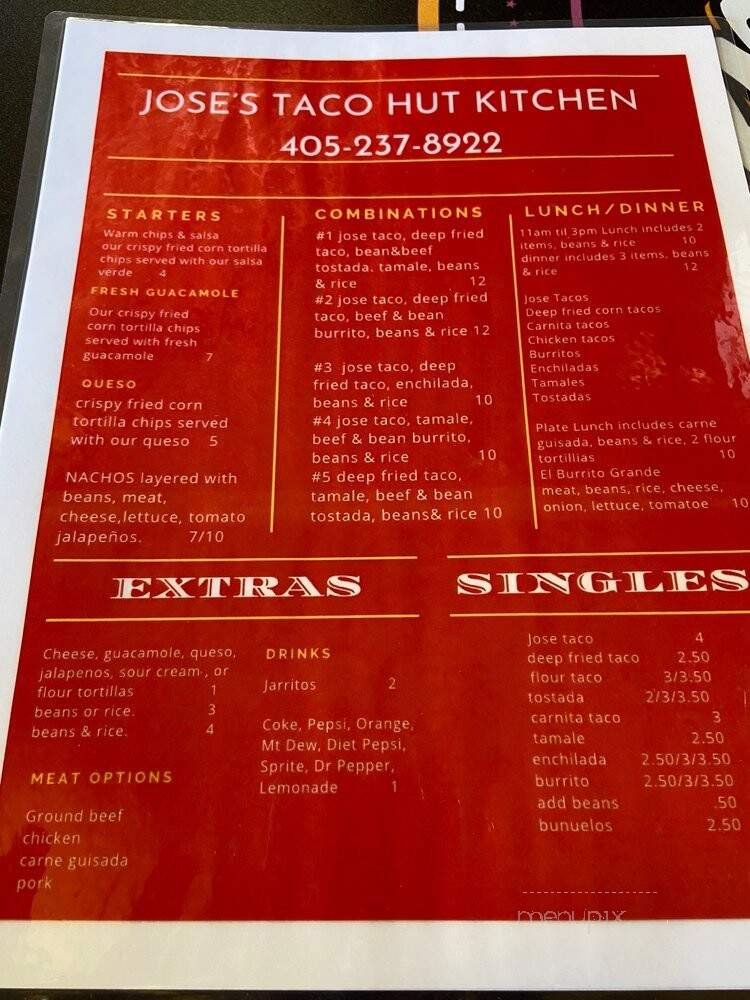 JOSE'S TACO HUT KITCHEN
405-237-8922
STARTERS
Warm chips & salsa
our crispy fried corn tortilla
chips served with our salsa
verde 4
FRESH GUACAMOLE
Our crispy fried
corn tortilla chips
served with fresh
guacamole 7
QUESO
crispy fried corn
tortilla chips served
with our queso 5
NACHOS layered with
beans, meat,
cheese,lettuce, tomato
jalapeños. 7/10
COMBINATIONS
#1 jose taco, deep fried
taco, bean&beef
tostada. tamale, beans
& rice 12
#2 jose taco, deep fried
taco, beef & bean
burrito, beans & rice 12
#3 jose taco, deep
fried taco, enchilada,
beans & rice 10
#4 jose taco, tamale,
beef & bean burrito,
beans & rice 10
#5 deep fried taco,
tamale, beef & bean
tostada, beans& rice 10
LUNCH/DINNER
11am til 3pm Lunch includes 2
items, beans & rice 10
dinner includes 3 items. beans
& rice 12
Jose Tacos
Deep fried corn tacos
Carnita tacos
Chicken tacos
Burritos
Enchiladas
Tamales
Tostadas
Plate Lunch includes carne
guisada, beans & rice, 2 flour
tortillias 10
El Burrito Grande
meat, beans, rice, cheese,
onion, lettuce, tomatoe 10
EXTRAS
Cheese, guacamole, queso,
jalapenos, sour cream., or
flour tortillas 1
beans or rice. 3
beans & rice. 4
MEAT OPTIONS
Ground beef
chicken
carne guisada
pork
DRINKS
Jarritos 2
Coke, Pepsi, Orange,
Mt Dew, Diet Pepsi,
Sprite, Dr Pepper,
Lemonade 1
SINGLES
Jose taco 4
deep fried taco 2.50
flour taco 3/3.50
tostada 2/3/3.50
carnita taco 3
tamale 2.50
enchilada 2.50/3/3.50
burrito 2.50/3/3.50
add beans .50
bunuelos 2.50
menupix